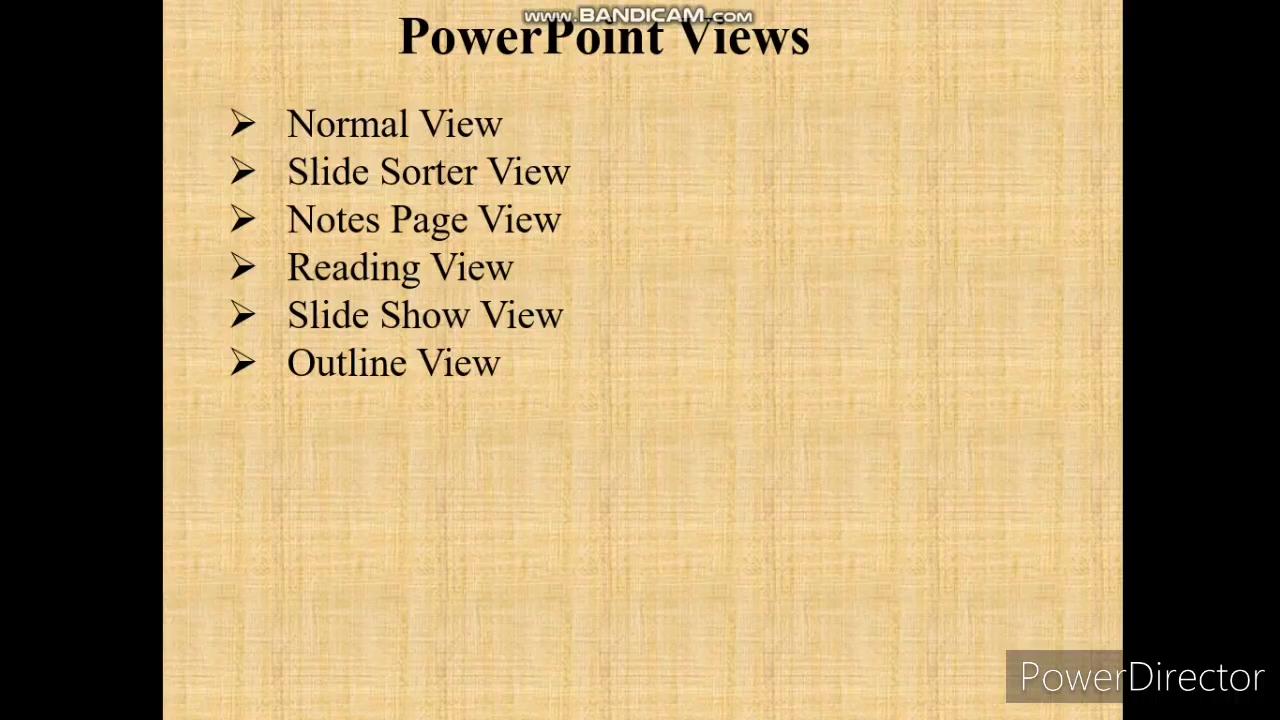 www.BANDICAM.com
PowerPoint Views
➢ Normal View
➢ Slide Sorter View
➢ Notes Page View
➢ Reading View
➢ Slide Show View
➢ Outline View
PowerDirector